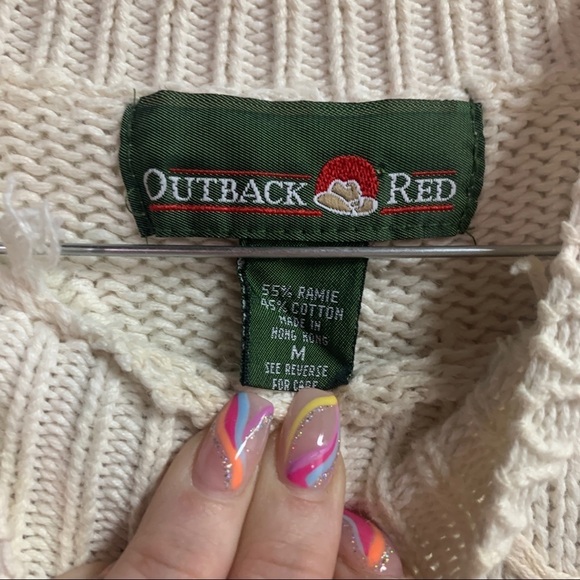 OUTBACK RED
55% RAMIE
45% COTTON
MADE IN
HONG KONG
M
SEE REVERSE
FOR CARE